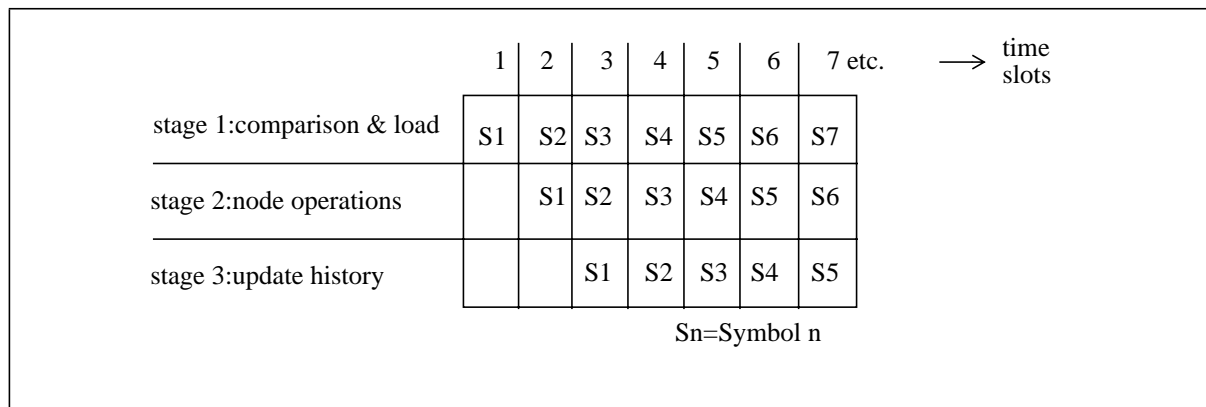 1 2 3 4 5 6 7 etc. time
slots
stage 1:comparison & load S1 S2 S3 S4 S5 S6 S7
stage 2:node operations S1 S2 S3 S4 S5 S6
stage 3:update history S1 S2 S3 S4 S5
Sn=Symbol n